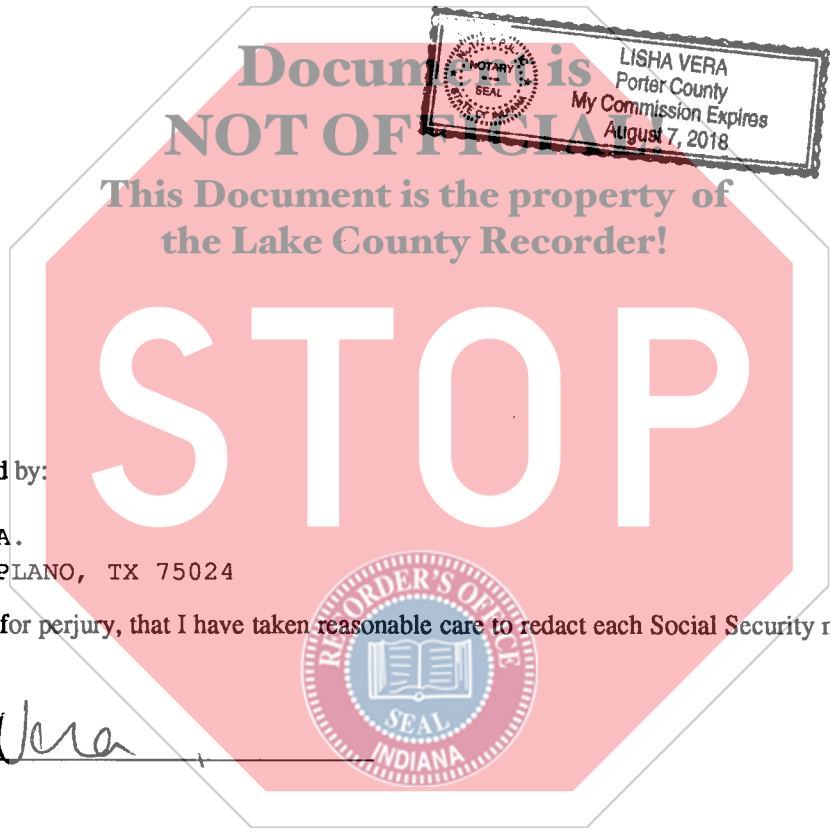 Document is
NOT OFFICIAL
This Document is the property of
the Lake County Recorder!
NOTARY
SEAL
STATE OF INDIANA
LISHA VERA
Porter County
My Commission Expires
August 7, 2018
STOP
d by:
A.
PLANO, TX 75024
for perjury, that I have taken reasonable care to redact each Social Security n
RECORDER'S OFFICE
SEAL
INDIANA
Vera